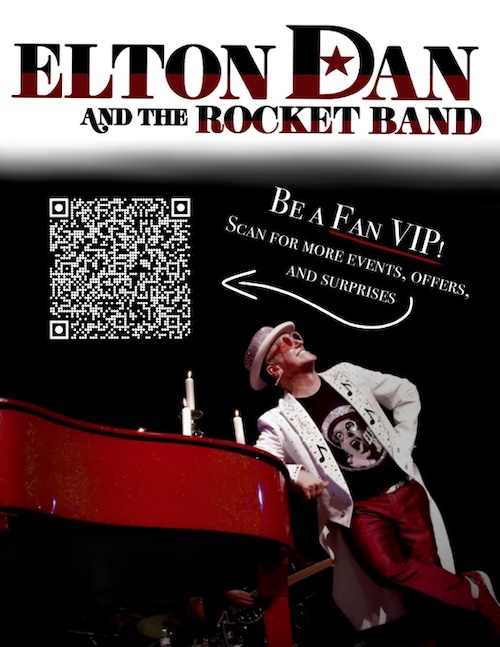 ELTON DAN
AND THE ROCKET BAND
BE A FAN VIP!
SCAN FOR MORE EVENTS, OFFERS,
AND SURPRISES